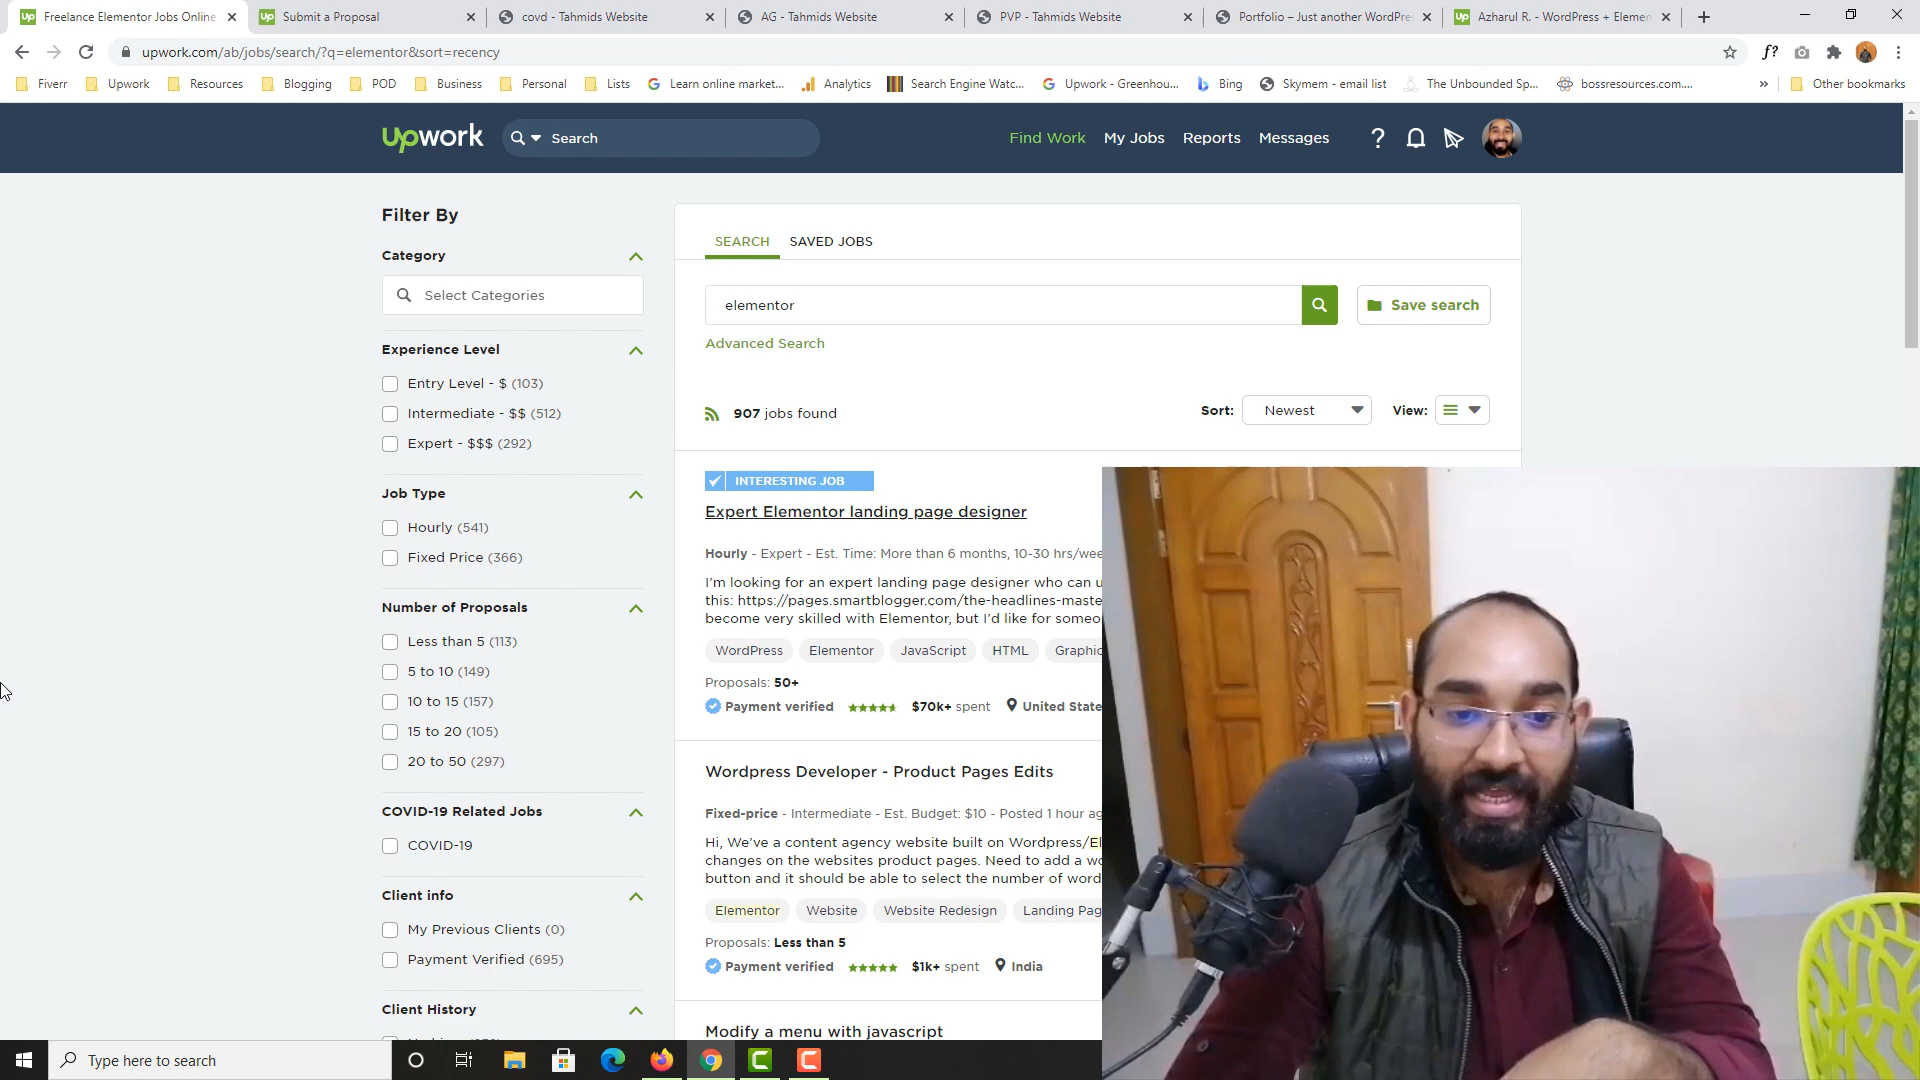 Freelance Elementor Jobs Online
Submit a Proposal
covd - Tahmids Website
AG - Tahmids Website
PVP - Tahmids Website
Portfolio – Just another WordPre
Azharul R. - WordPress + Elemen
upwork.com/ab/jobs/search/?q=elementor&sort=recency
f?
Fiverr
Upwork
Resources
Blogging
POD
Business
Personal
Lists
Learn online market...
Analytics
Search Engine Watc...
Upwork - Greenhou...
Bing
Skymem - email list
The Unbounded Sp...
bossresources.com....
»
Other bookmarks
upwork
Search
Find Work
My Jobs
Reports
Messages
?
Filter By
Category
Select Categories
Experience Level
Entry Level - $ (103)
Intermediate - $$ (512)
Expert - $$$ (292)
Job Type
Hourly (541)
Fixed Price (366)
Number of Proposals
Less than 5 (113)
5 to 10 (149)
10 to 15 (157)
15 to 20 (105)
20 to 50 (297)
COVID-19 Related Jobs
COVID-19
Client info
My Previous Clients (0)
Payment Verified (695)
Client History
SEARCH
SAVED JOBS
elementor
Save search
Advanced Search
907 jobs found
Sort:
Newest
View:
INTERESTING JOB
Expert Elementor landing page designer
Hourly - Expert - Est. Time: More than 6 months, 10-30 hrs/wee
I'm looking for an expert landing page designer who can u
this: https://pages.smartblogger.com/the-headlines-maste
become very skilled with Elementor, but I'd like for someo
WordPress
Elementor
JavaScript
HTML
Graphic
Proposals: 50+
Payment verified
$70k+ spent
United State
Wordpress Developer - Product Pages Edits
Fixed-price - Intermediate - Est. Budget: $10 - Posted 1 hour ag
Hi, We've a content agency website built on Wordpress/El
changes on the websites product pages. Need to add a wo
button and it should be able to select the number of word
Elementor
Website
Website Redesign
Landing Pag
Proposals: Less than 5
Payment verified
$1k+ spent
India
Modify a menu with javascript
Type here to search